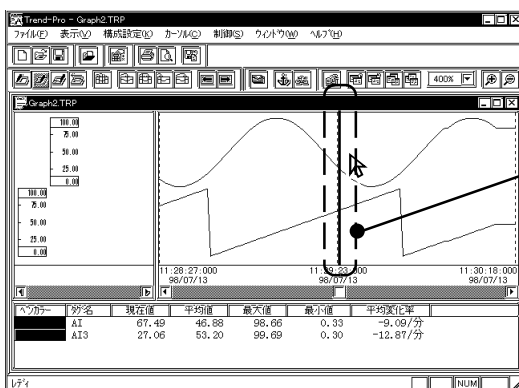 Trend-Pro - Graph2.TRP
ファイル(F) 表示(V) 構成設定(K) カーソル(C) 制御(S) ウィンドウ(W) ヘルプ(H)
400%
Graph2.TRP
100.00
75.00
50.00
25.00
0.00
100.00
75.00
50.00
25.00
0.00
11:28:27:000 11:29:23:000 11:30:18:000
98/07/13 98/07/13 98/07/13
ペンカラー タグ名 現在値 平均値 最大値 最小値 平均変化率
AI 67.49 46.88 98.66 0.33 -9.09/分
AI3 27.06 53.20 99.69 0.30 -12.87/分
レディ NUM